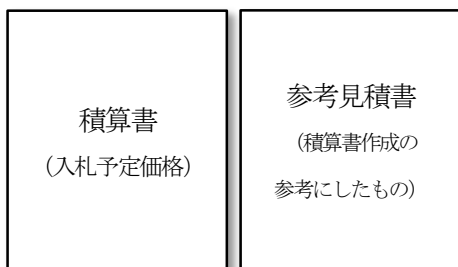 積算書
（入札予定価格）
参考見積書
（積算書作成の
参考にしたもの）